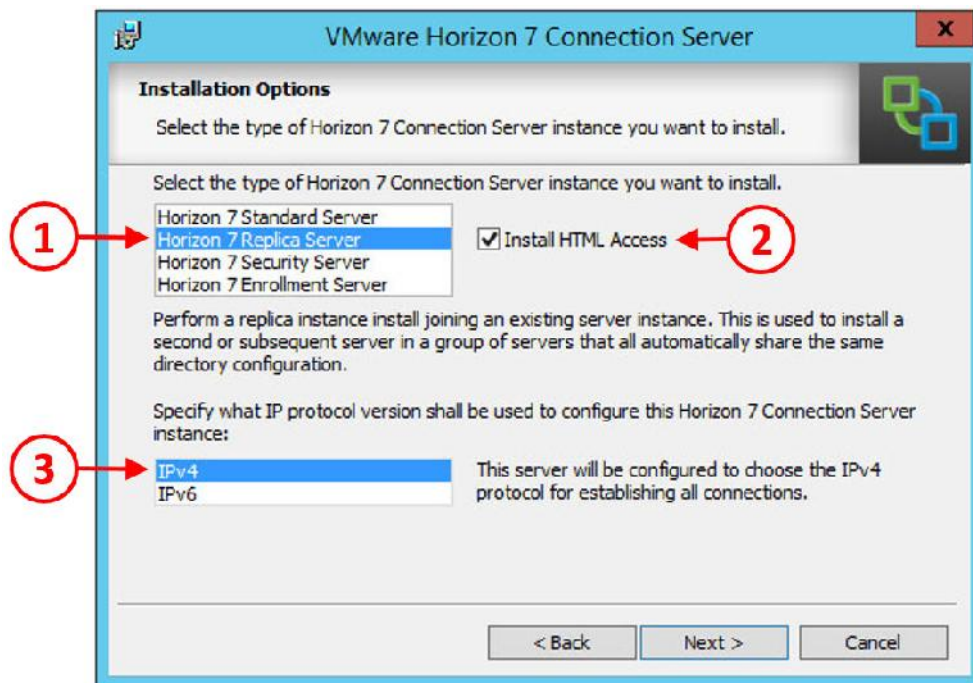 VMware Horizon 7 Connection Server
X
Installation Options
Select the type of Horizon 7 Connection Server instance you want to install.
Select the type of Horizon 7 Connection Server instance you want to install.
1
Horizon 7 Standard Server
Horizon 7 Replica Server
Horizon 7 Security Server
Horizon 7 Enrollment Server
Install HTML Access
2
Perform a replica instance install joining an existing server instance. This is used to install a
second or subsequent server in a group of servers that all automatically share the same
directory configuration.
Specify what IP protocol version shall be used to configure this Horizon 7 Connection Server
instance:
3
IPv4
IPv6
This server will be configured to choose the IPv4
protocol for establishing all connections.
< Back
Next >
Cancel